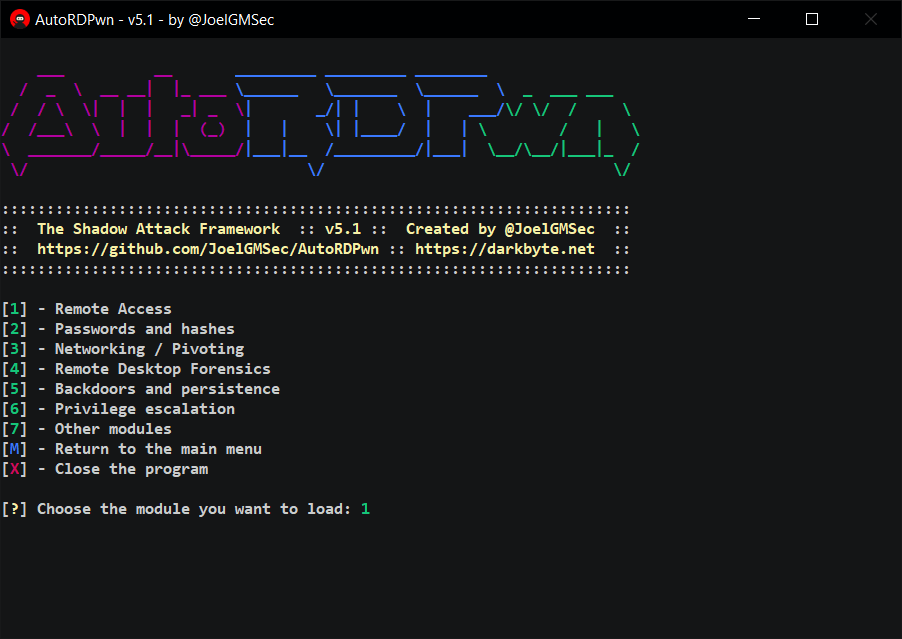 AutoRDPwn - v5.1 - by @JoelGMSec
AutoRDPwn
:::::::::::::::::::::::::::::::::::::::::::::::::::::::::::::::::::::::
:: The Shadow Attack Framework :: v5.1 :: Created by @JoelGMSec ::
:: https://github.com/JoelGMSec/AutoRDPwn :: https://darkbyte.net ::
:::::::::::::::::::::::::::::::::::::::::::::::::::::::::::::::::::::::
[1] - Remote Access
[2] - Passwords and hashes
[3] - Networking / Pivoting
[4] - Remote Desktop Forensics
[5] - Backdoors and persistence
[6] - Privilege escalation
[7] - Other modules
[M] - Return to the main menu
[X] - Close the program
[?] Choose the module you want to load: 1